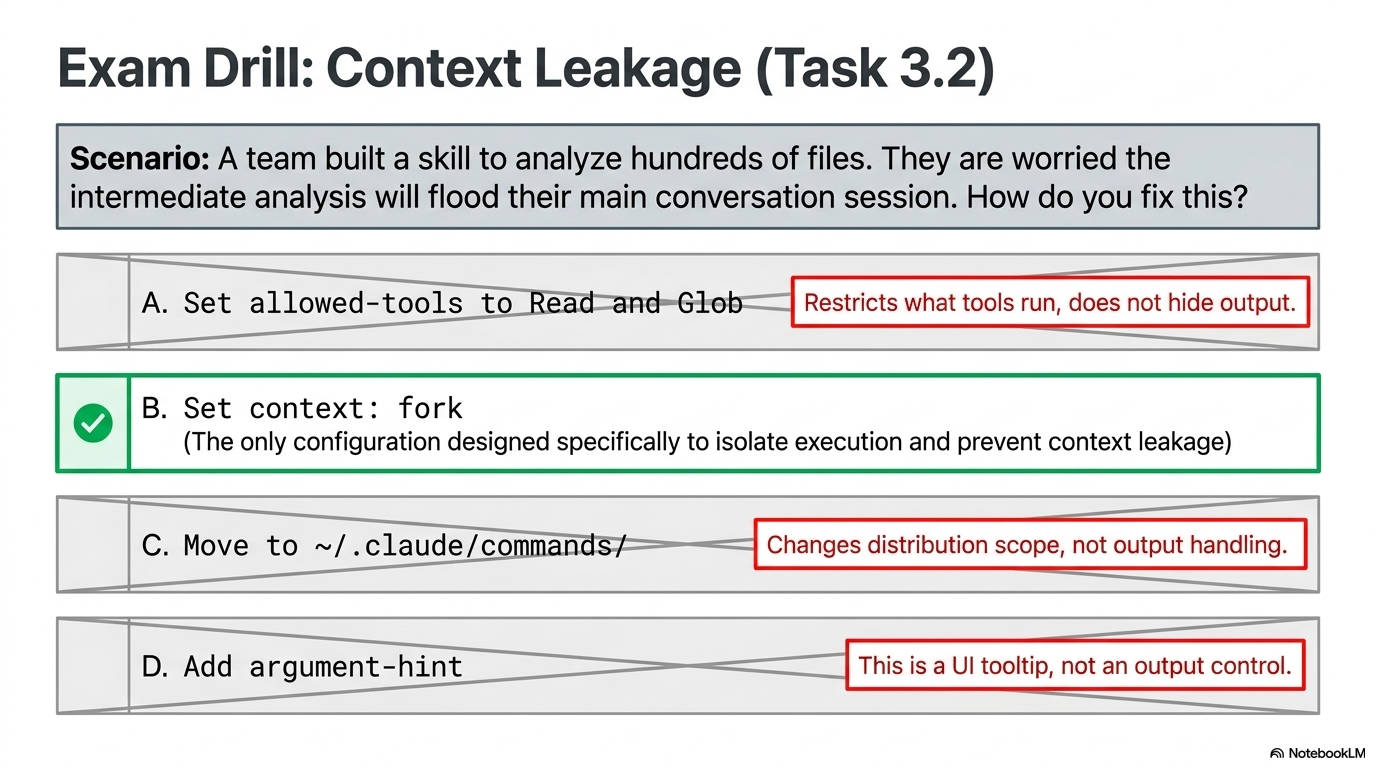 Exam Drill: Context Leakage (Task 3.2)
Scenario: A team built a skill to analyze hundreds of files. They are worried the
intermediate analysis will flood their main conversation session. How do you fix this?
A. Set allowed-tools to Read and Glob
Restricts what tools run, does not hide output.
B. Set context: fork
(The only configuration designed specifically to isolate execution and prevent context leakage)
C. Move to ~/.claude/commands/
Changes distribution scope, not output handling.
D. Add argument-hint
This is a UI tooltip, not an output control.
NotebookLM